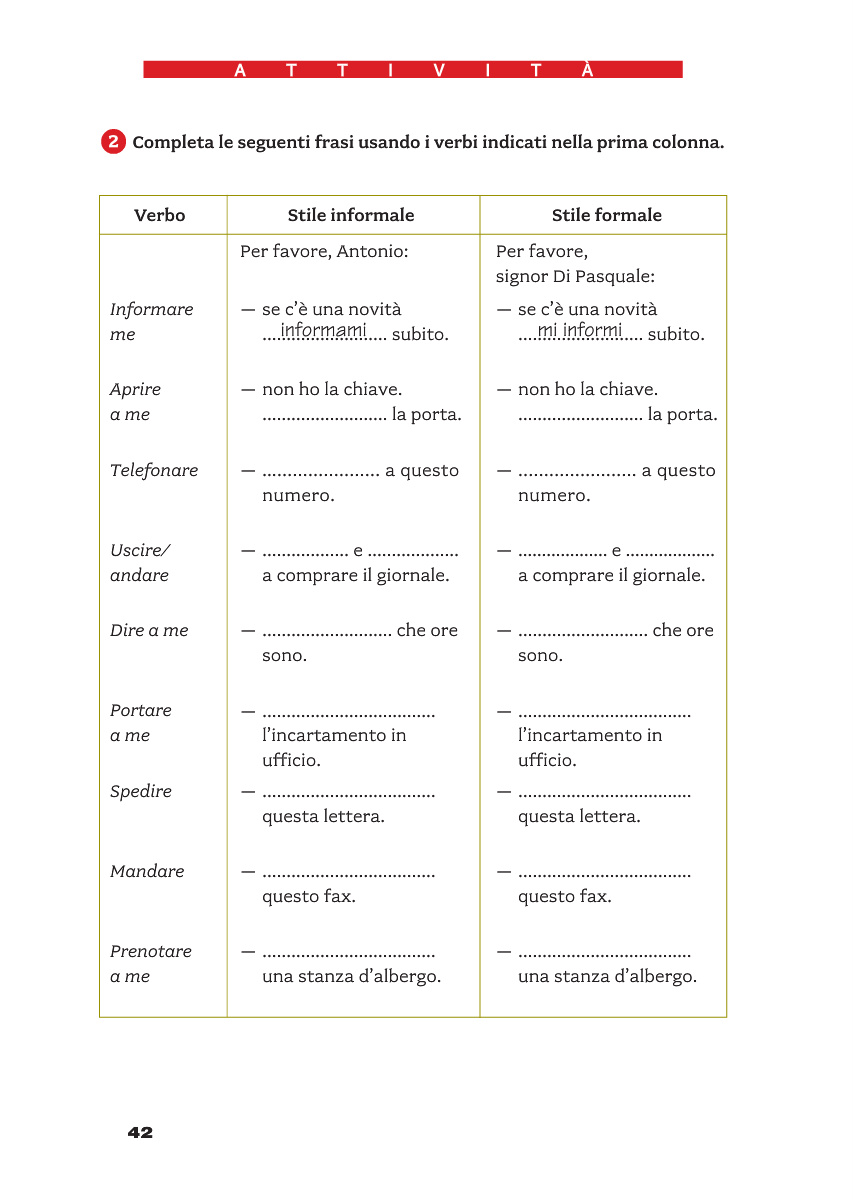 A T T I V I T À
2 Completa le seguenti frasi usando i verbi indicati nella prima colonna.
Verbo Stile informale Stile formale
Per favore, Antonio: Per favore,
signor Di Pasquale:
Informare — se c'è una novità — se c'è una novità
me ....informami.... subito. ....mi informi.... subito.
Aprire — non ho la chiave. — non ho la chiave.
a me .......................... la porta. .......................... la porta.
Telefonare — ....................... a questo — ....................... a questo
numero. numero.
Uscire/ — .................. e ................... — .................. e ...................
andare a comprare il giornale. a comprare il giornale.
Dire a me — ........................... che ore — ........................... che ore
sono. sono.
Portare — .................................... — ....................................
a me l'incartamento in l'incartamento in
ufficio. ufficio.
Spedire — .................................... — ....................................
questa lettera. questa lettera.
Mandare — .................................... — ....................................
questo fax. questo fax.
Prenotare — .................................... — ....................................
a me una stanza d'albergo. una stanza d'albergo.
42